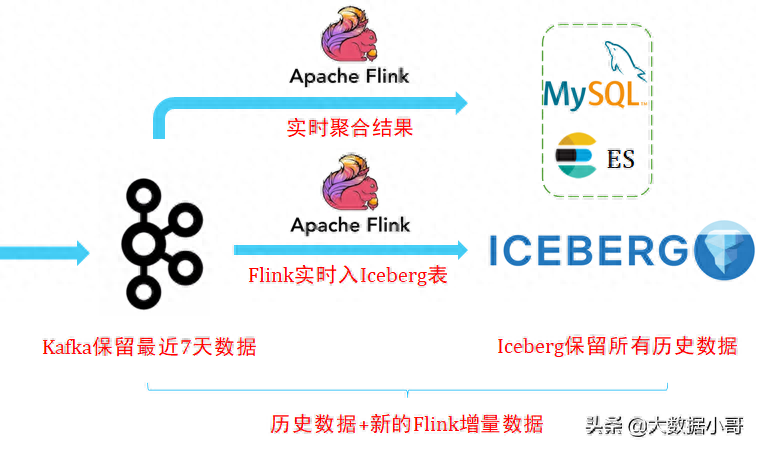 Apache Flink
MySQL™
实时聚合结果
ES
Apache Flink
ICEBERG
Flink实时入Iceberg表
Kafka保留最近7天数据
Iceberg保留所有历史数据
历史数据+新的Flink增量数据
头条 @大数据小哥